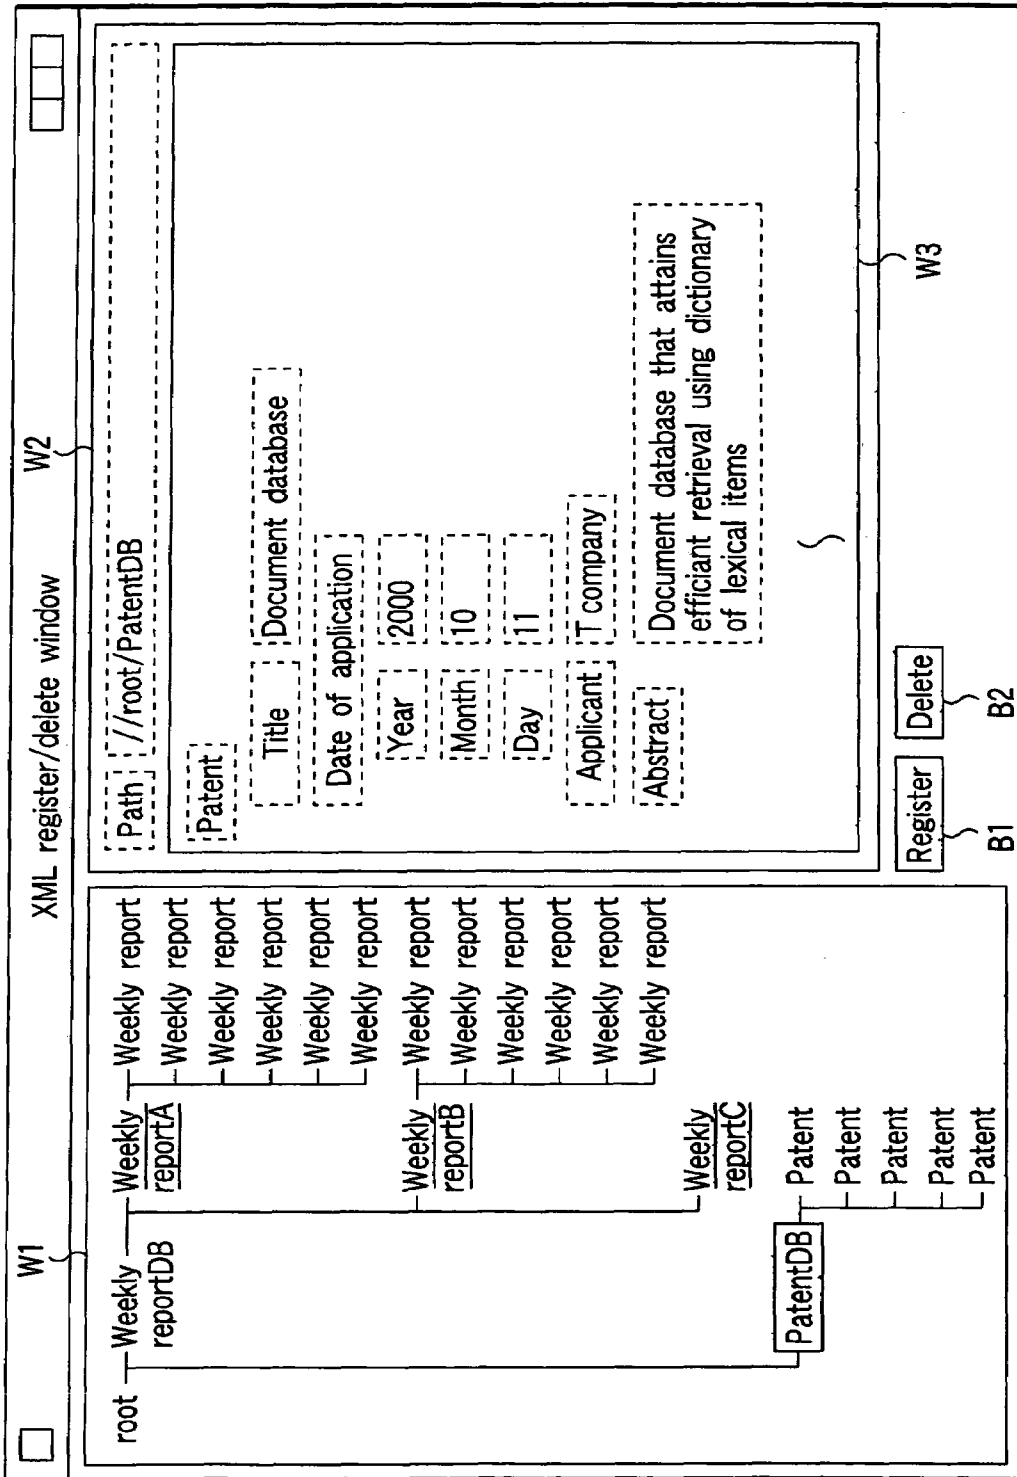 XML register/delete window
W1
W2
root
Weekly
reportDB
Weekly
reportA
Weekly report
Weekly report
Weekly report
Weekly report
Weekly report
Weekly report
Weekly
reportB
Weekly report
Weekly report
Weekly report
Weekly report
Weekly report
Weekly report
Weekly
reportC
PatentDB
Patent
Patent
Patent
Patent
Patent
Path
//root/PatentDB
Patent
Title
Document database
Date of application
Year
2000
Month
10
Day
11
Applicant
T company
Abstract
Document database that attains
efficiant retrieval using dictionary
of lexical items
W3
Register
Delete
B1
B2